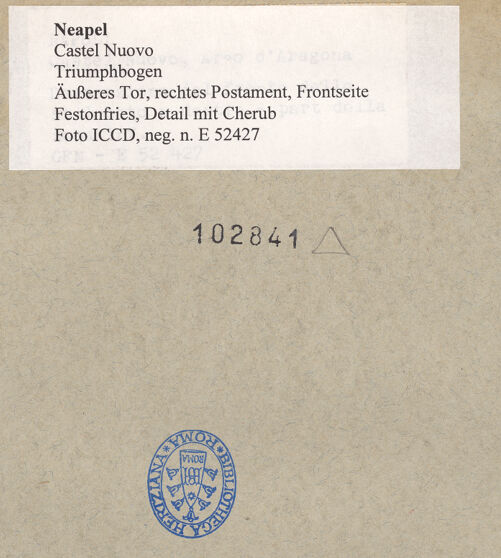 Neapel
Castel Nuovo
Triumphbogen
Äußeres Tor, rechtes Postament, Frontseite
Festonfries, Detail mit Cherub
Foto ICCD, neg. n. E 52427
102841
BIBLIOTHECA HERTZIANA ROMA
ROMA